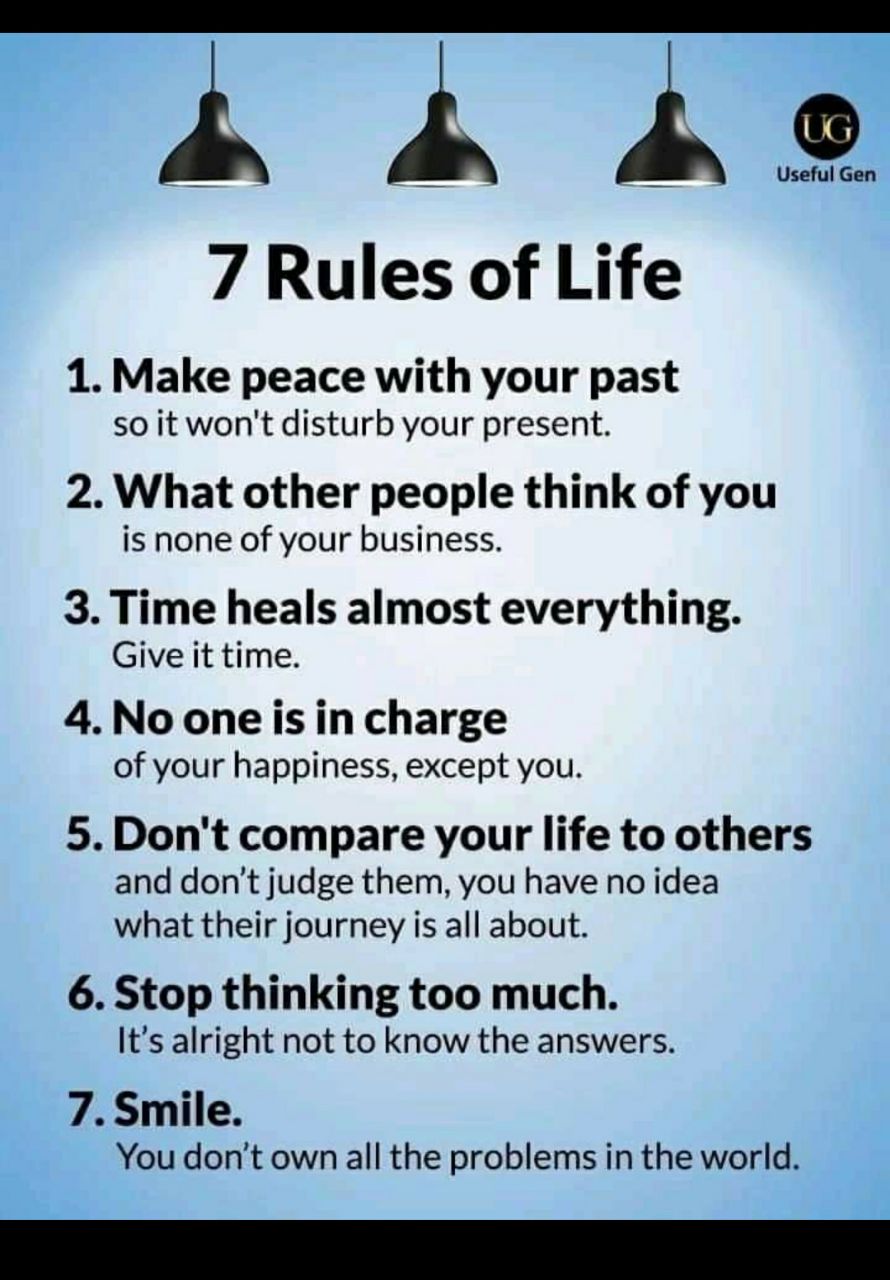 UG
Useful Gen
7 Rules of Life
1. Make peace with your past
so it won't disturb your present.
2. What other people think of you
is none of your business.
3. Time heals almost everything.
Give it time.
4. No one is in charge
of your happiness, except you.
5. Don't compare your life to others
and don’t judge them, you have no idea
what their journey is all about.
6. Stop thinking too much.
It’s alright not to know the answers.
7. Smile.
You don’t own all the problems in the world.